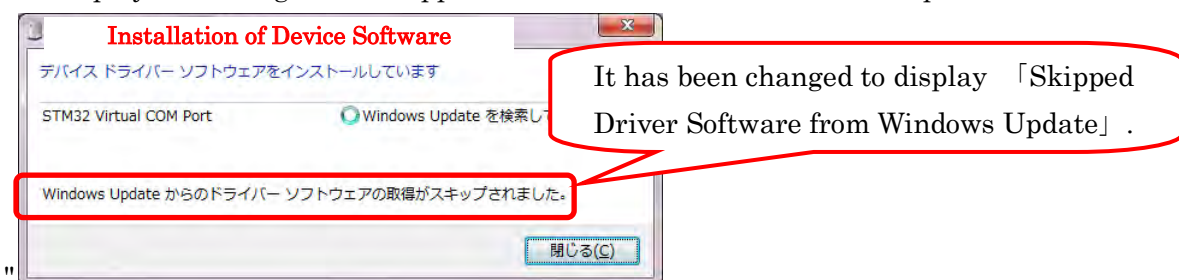 Installation of Device Software
デバイス ドライバー ソフトウェアをインストールしています
STM32 Virtual COM Port
Windows Update を検索して
It has been changed to display 「Skipped
Driver Software from Windows Update」.
Windows Update からのドライバー ソフトウェアの取得がスキップされました。
閉じる(C)
"